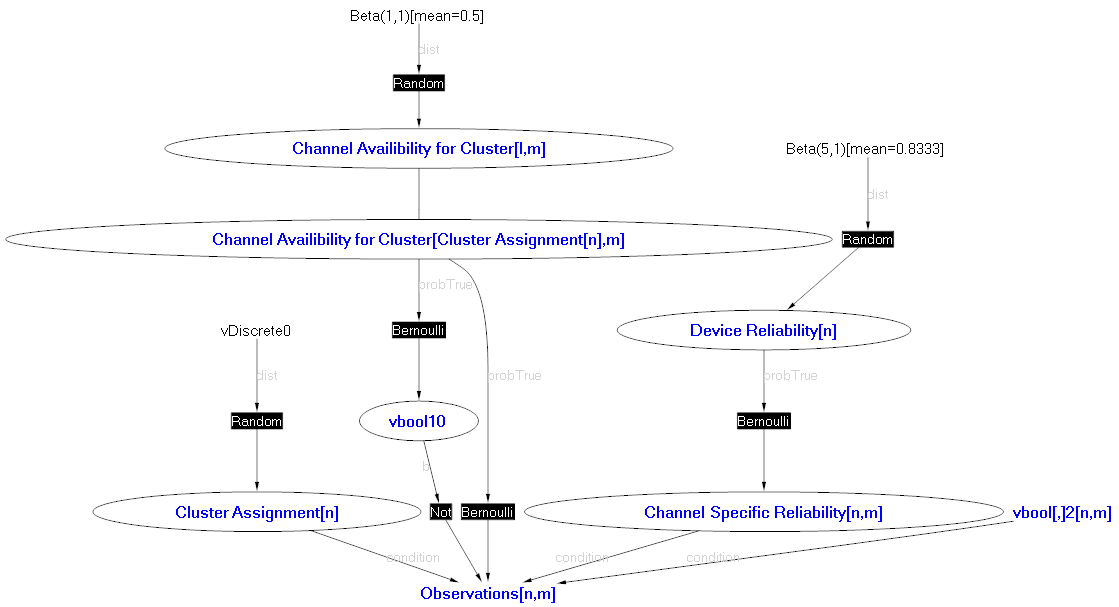 Beta(1,1)[mean=0.5]
dist
Random
Channel Availibility for Cluster[l,m]
Beta(5,1)[mean=0.8333]
dist
Channel Availibility for Cluster[Cluster Assignment[n],m]
Random
probTrue
vDiscrete0
Bernoulli
Device Reliability[n]
dist
probTrue
probTrue
Random
vbool10
Bernoulli
b
Cluster Assignment[n]
Not
Bernoulli
Channel Specific Reliability[n,m]
vbool[,]2[n,m]
condition
condition
condition
Observations[n,m]